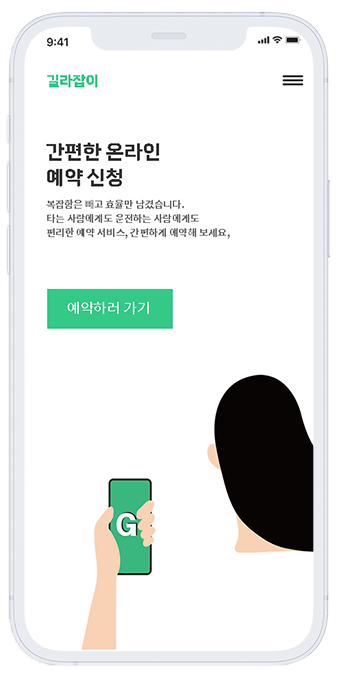 9:41
길라잡이
간편한 온라인
예약 신청
복잡함은 빼고 효율만 남겼습니다.
타는 사람에게도 운전하는 사람에게도
편리한 예약 서비스, 간편하게 예약해 보세요,
예약하러 가기
G